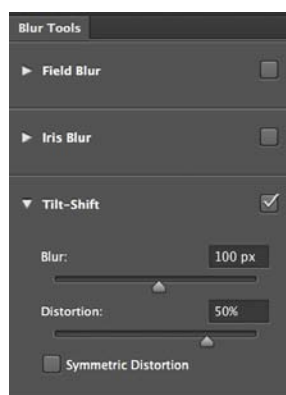 Blur Tools
Field Blur
Iris Blur
Tilt-Shift
Blur: 100 px
Distortion: 50%
Symmetric Distortion